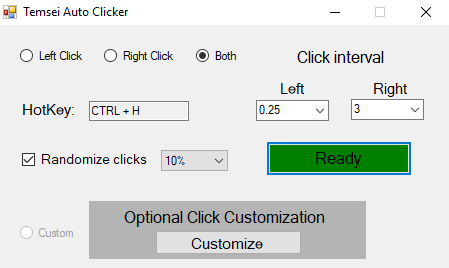 Temsei Auto Clicker
Left Click Right Click Both Click interval
Left Right
HotKey: CTRL + H 0.25 3
Randomize clicks 10% Ready
Optional Click Customization
Custom Customize